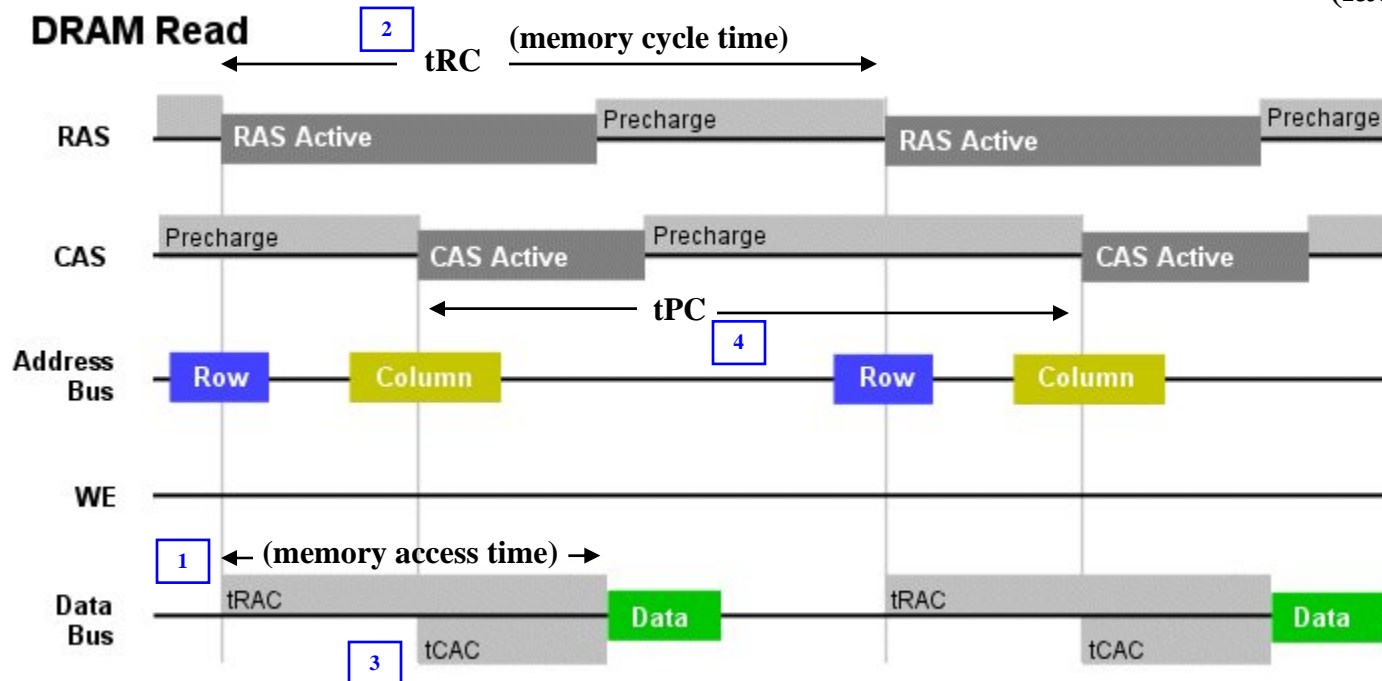 DRAM Read
2
(memory cycle time)
tRC
RAS
RAS Active
Precharge
RAS Active
Precharge
CAS
Precharge
CAS Active
Precharge
CAS Active
tPC
4
Address
Bus
Row
Column
Row
Column
WE
1
(memory access time)
Data
Bus
tRAC
Data
tRAC
Data
3
tCAC
tCAC